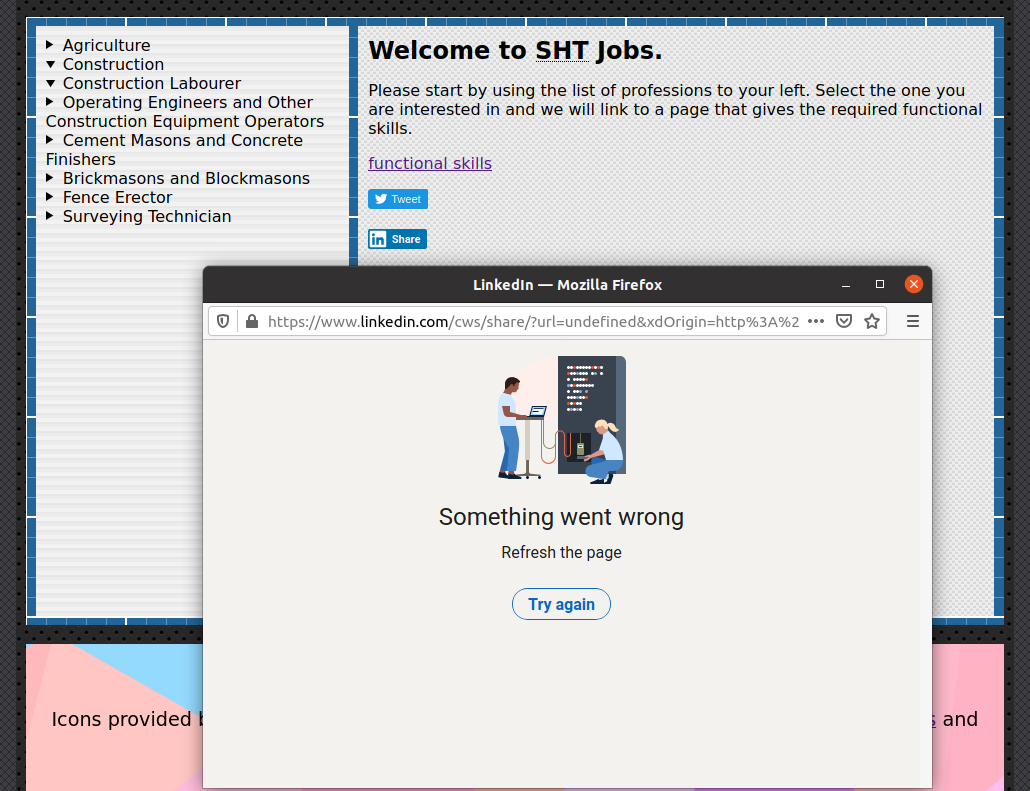 Agriculture
Construction
Construction Labourer
Operating Engineers and Other
Construction Equipment Operators
Cement Masons and Concrete
Finishers
Brickmasons and Blockmasons
Fence Erector
Surveying Technician
Welcome to SHT Jobs.
Please start by using the list of professions to your left. Select the one you
are interested in and we will link to a page that gives the required functional
skills.
functional skills
Tweet
in Share
LinkedIn — Mozilla Firefox
https://www.linkedin.com/cws/share/?url=undefined&xdOrigin=http%3A%2
Something went wrong
Refresh the page
Try again
Icons provided and